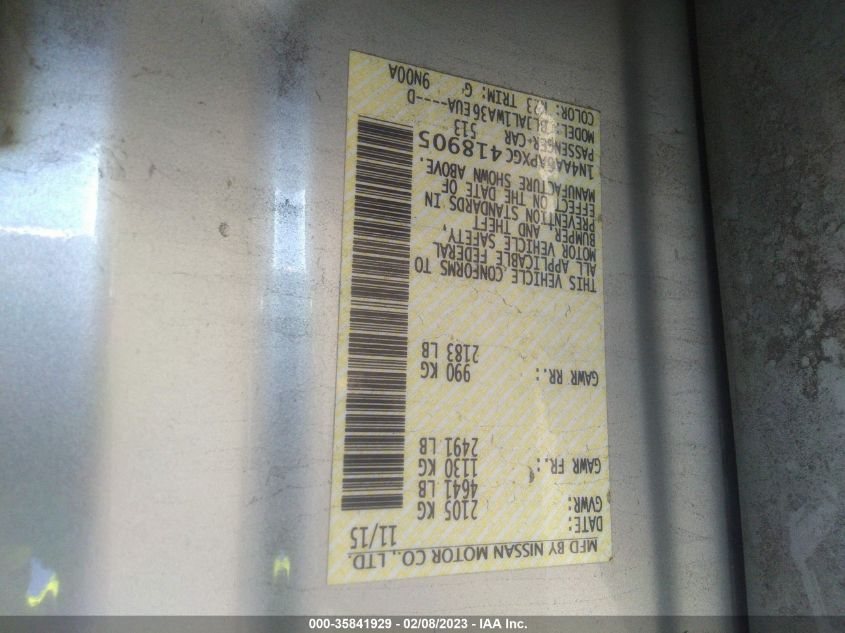 MFD BY NISSAN MOTOR CO., LTD.
DATE: 11/15
GVWR: 2105 KG
4641 LB
GAWR FR.: 1130 KG
2491 LB
GAWR RR.: 990 KG
2183 LB
THIS VEHICLE CONFORMS TO
ALL APPLICABLE FEDERAL
MOTOR VEHICLE SAFETY,
BUMPER, AND THEFT
PREVENTION STANDARDS IN
EFFECT ON THE DATE OF
MANUFACTURE SHOWN ABOVE.
418905
PASSENGER CAR 513
MODEL:
COLOR: K23 TRIM: G 9N00A
000-35841929 - 02/08/2023 - IAA Inc.